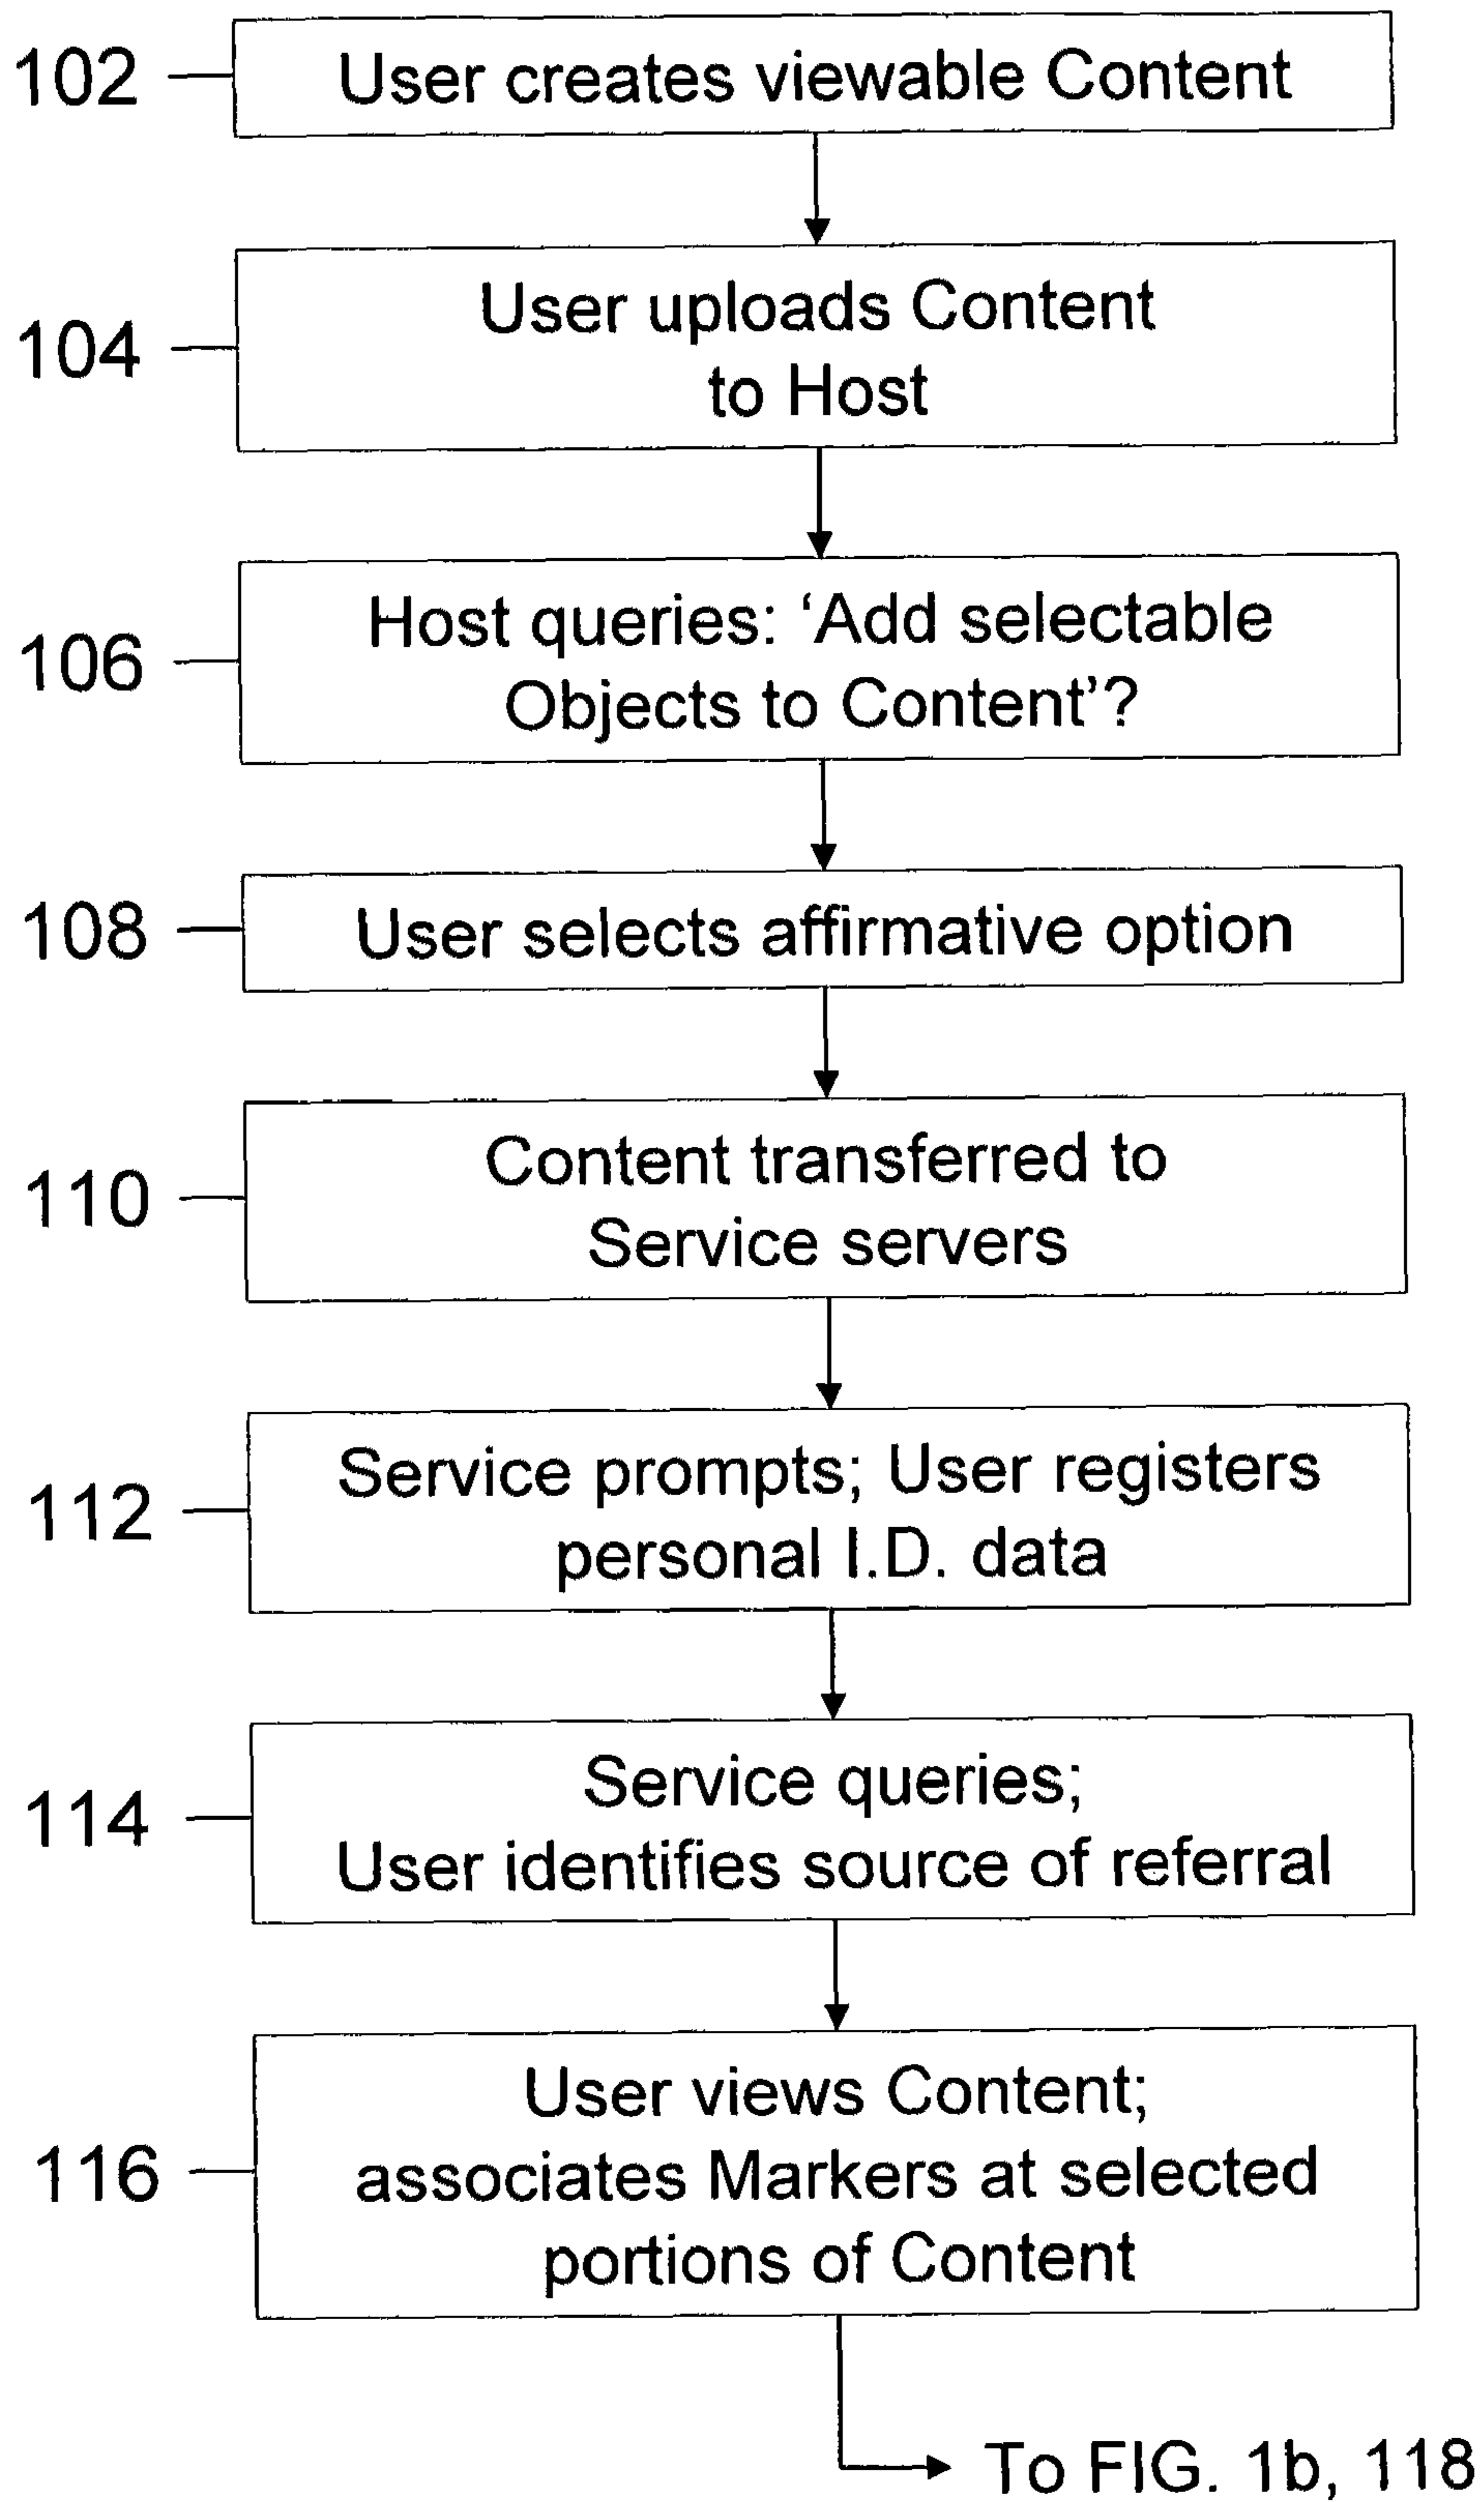 102
User creates viewable Content
104
User uploads Content
to Host
106
Host queries: ‘Add selectable
Objects to Content’?
108
User selects affirmative option
110
Content transferred to
Service servers
112
Service prompts; User registers
personal I.D. data
114
Service queries;
User identifies source of referral
116
User views Content;
associates Markers at selected
portions of Content
To FIG. 1b, 118